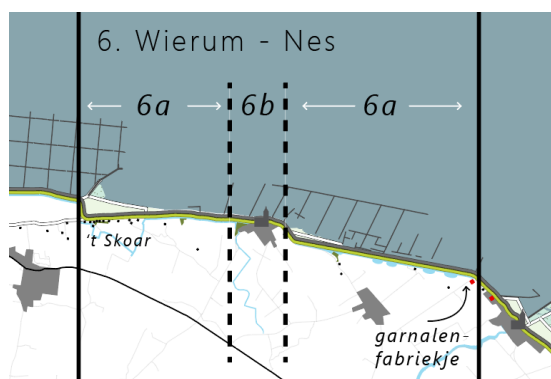 6. Wierum - Nes
6a 6b 6a
't Skoar
garnalen-
fabriekje